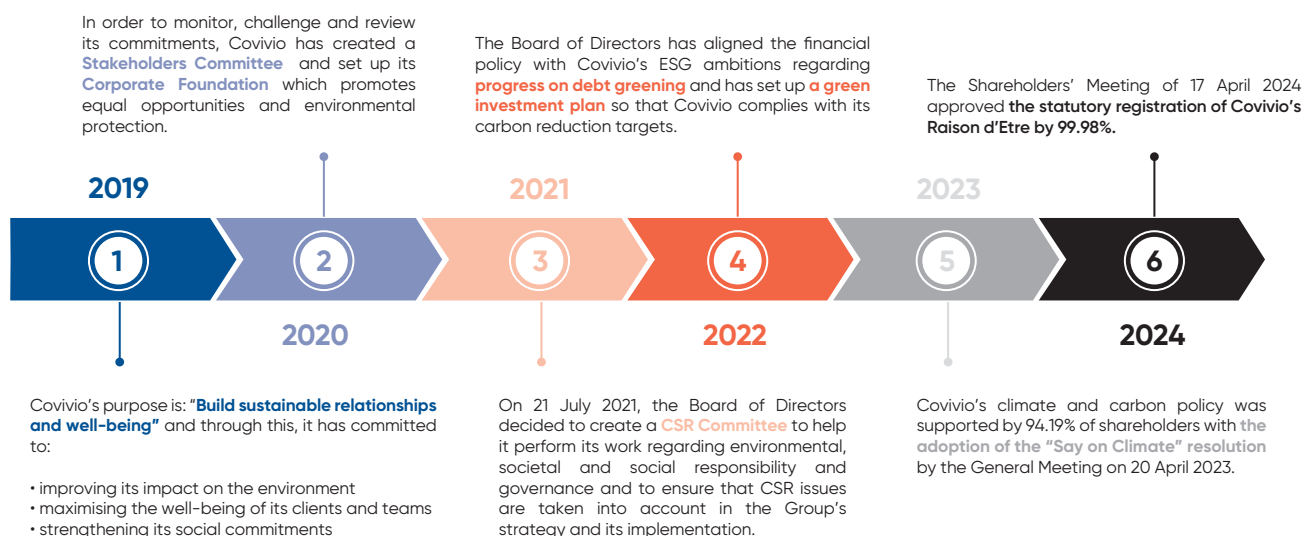 In order to monitor, challenge and review
its commitments, Covivio has created a
Stakeholders Committee and set up its
Corporate Foundation which promotes
equal opportunities and environmental
protection.
The Board of Directors has aligned the financial
policy with Covivio's ESG ambitions regarding
progress on debt greening and has set up a green
investment plan so that Covivio complies with its
carbon reduction targets.
The Shareholders' Meeting of 17 April 2024
approved the statutory registration of Covivio's
Raison d'Etre by 99.98%.
2019
2021
2023
1
2
3
4
5
6
2020
2022
2024
Covivio's purpose is: "Build sustainable relationships
and well-being" and through this, it has committed
to:
• improving its impact on the environment
• maximising the well-being of its clients and teams
• strengthening its social commitments
On 21 July 2021, the Board of Directors
decided to create a CSR Committee to help
it perform its work regarding environmental,
societal and social responsibility and
governance and to ensure that CSR issues
are taken into account in the Group's
strategy and its implementation.
Covivio's climate and carbon policy was
supported by 94.19% of shareholders with the
adoption of the "Say on Climate" resolution
by the General Meeting on 20 April 2023.